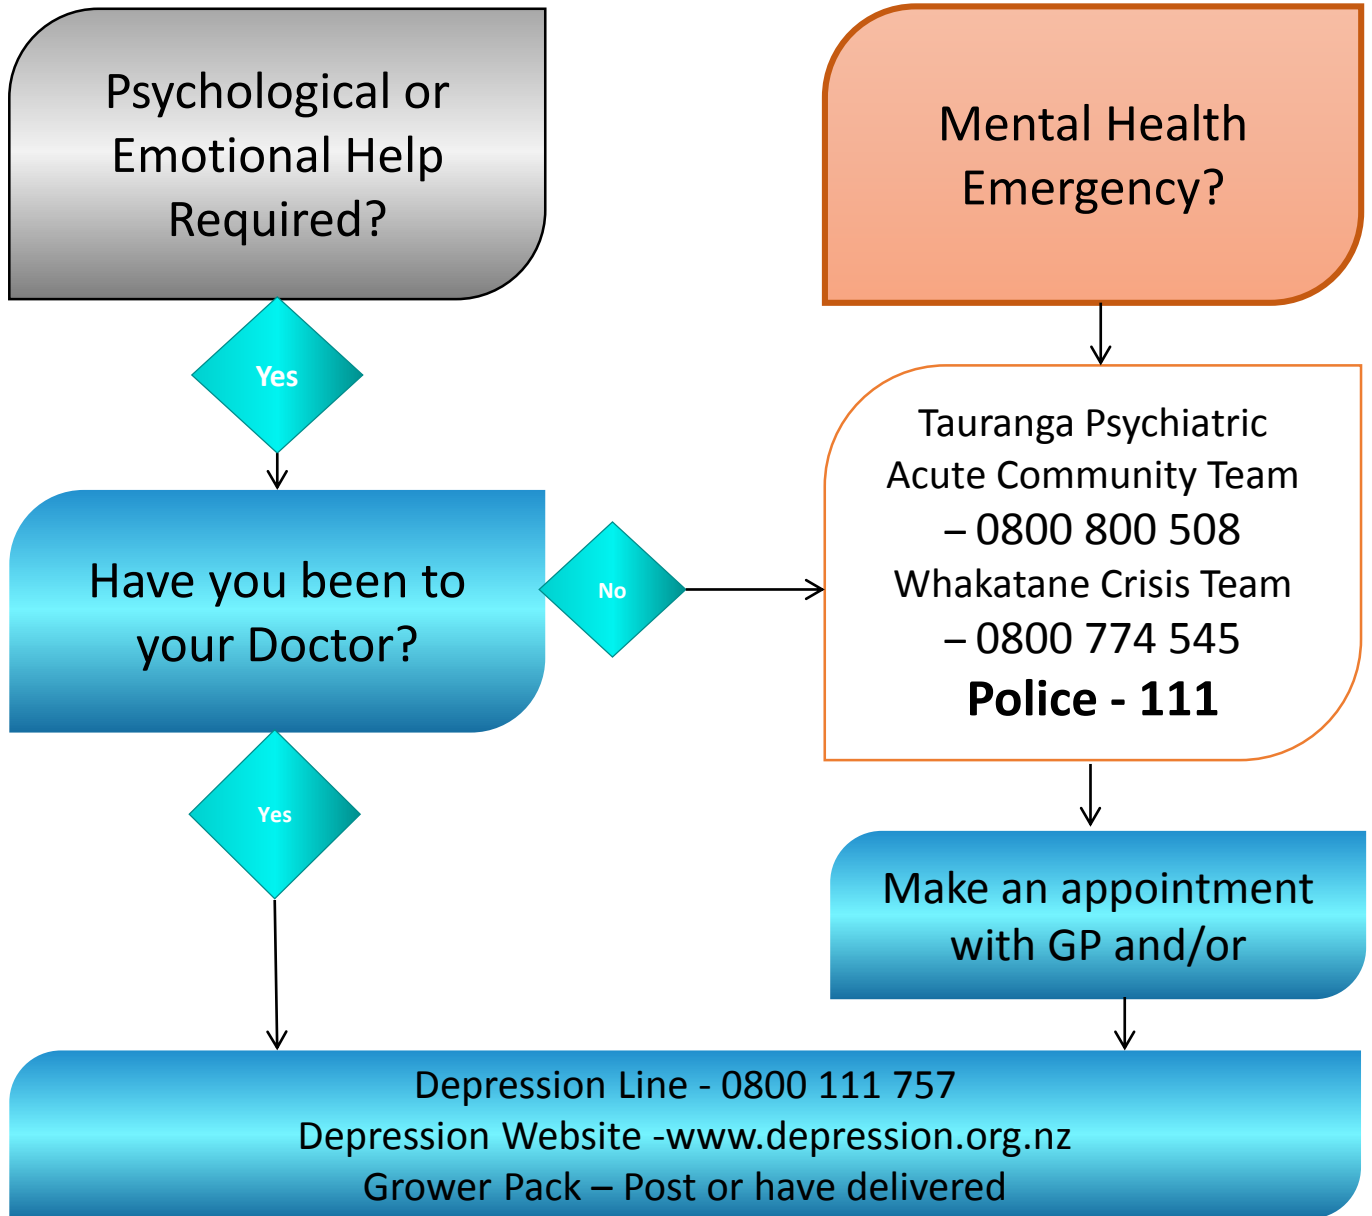 Psychological or
Emotional Help
Required?
Mental Health
Emergency?
Yes
Have you been to
your Doctor?
No
Tauranga Psychiatric
Acute Community Team
– 0800 800 508
Whakatane Crisis Team
– 0800 774 545
Police - 111
Yes
Make an appointment
with GP and/or
Depression Line - 0800 111 757
Depression Website -www.depression.org.nz
Grower Pack – Post or have delivered